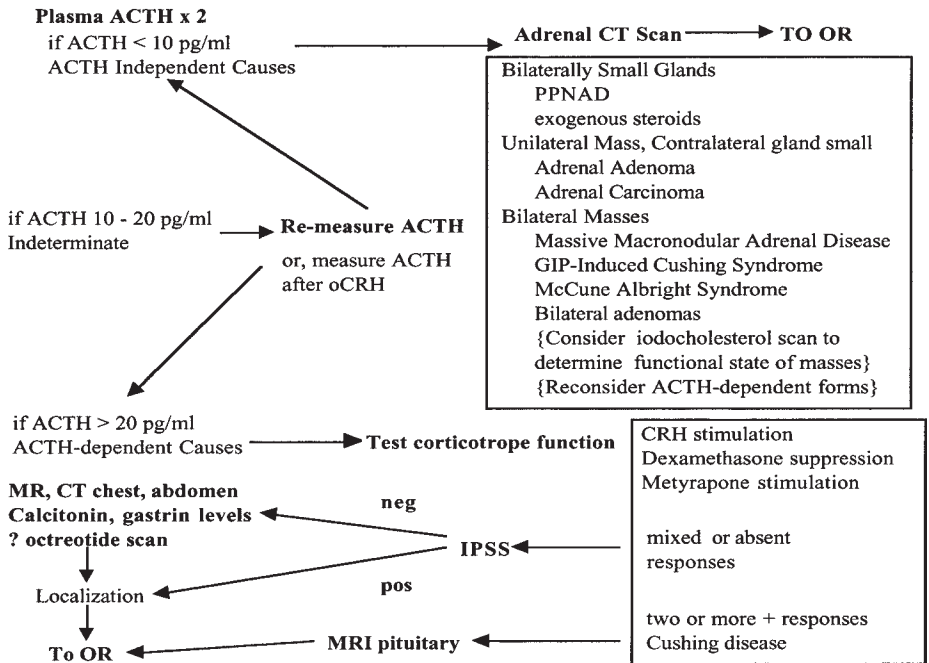 Plasma ACTH x 2
if ACTH < 10 pg/ml
ACTH Independent Causes
Adrenal CT Scan
TO OR
Bilaterally Small Glands
PPNAD
exogenous steroids
Unilateral Mass, Contralateral gland small
Adrenal Adenoma
Adrenal Carcinoma
Bilateral Masses
Massive Macronodular Adrenal Disease
GIP-Induced Cushing Syndrome
McCune Albright Syndrome
Bilateral adenomas
{Consider iodocholesterol scan to
determine functional state of masses}
{Reconsider ACTH-dependent forms}
if ACTH 10 - 20 pg/ml
Indeterminate
Re-measure ACTH
or, measure ACTH
after oCRH
if ACTH > 20 pg/ml
ACTH-dependent Causes
Test corticotrope function
CRH stimulation
Dexamethasone suppression
Metyrapone stimulation
mixed or absent
responses
two or more + responses
Cushing disease
MR, CT chest, abdomen
Calcitonin, gastrin levels
? octreotide scan
neg
IPSS
pos
Localization
MRI pituitary
To OR